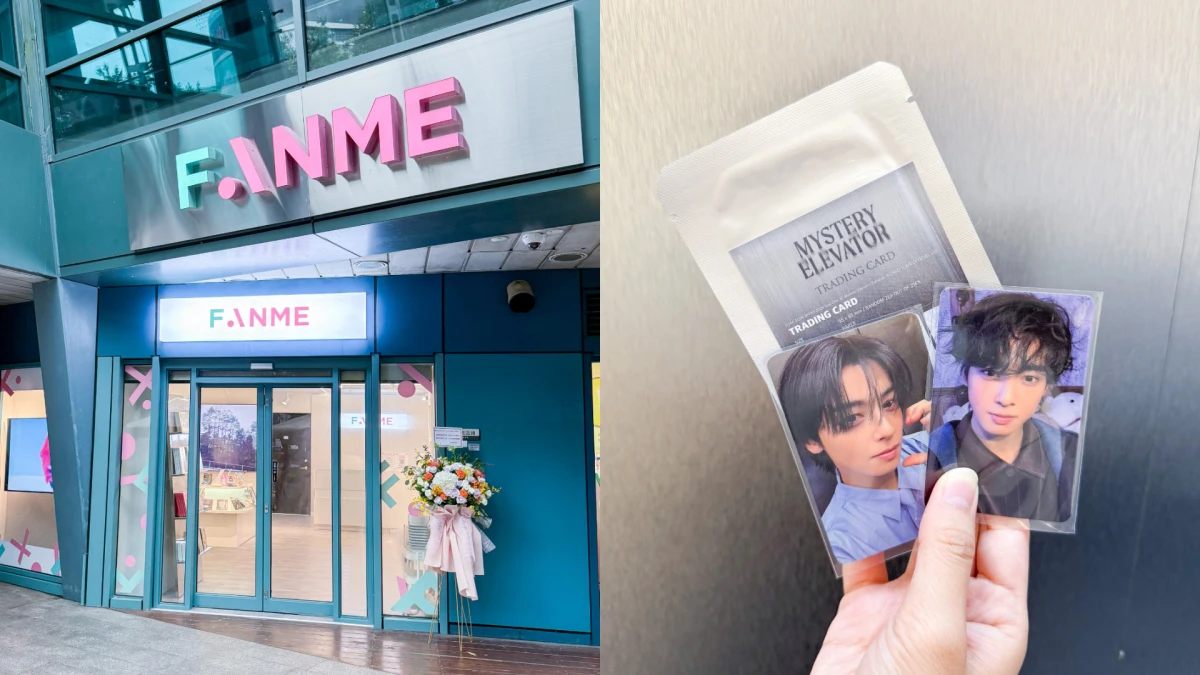 FANME
FANME
FANME
MYSTERY
ELEVATOR
TRADING CARD
TRADING CARD